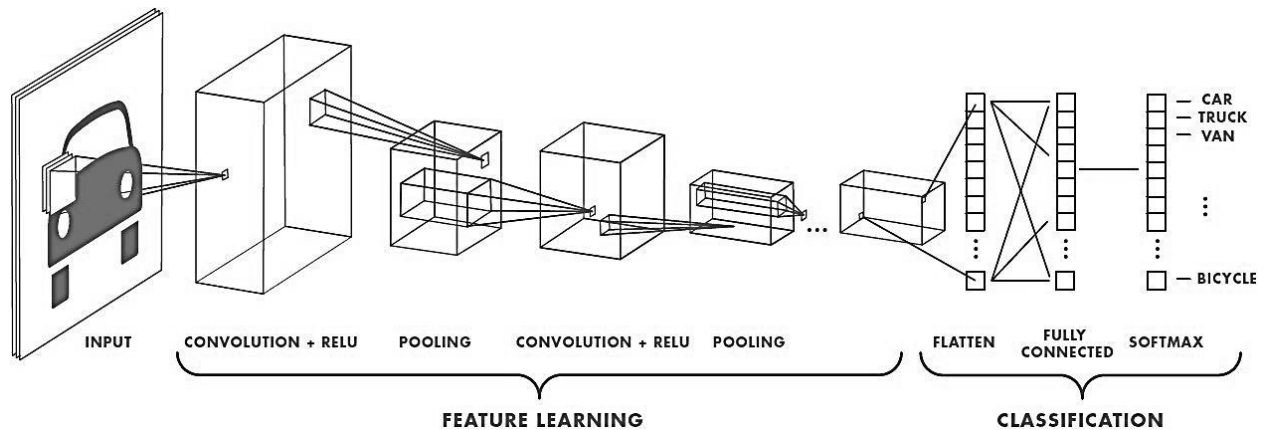 CAR
TRUCK
VAN
BICYCLE
INPUT
CONVOLUTION + RELU
POOLING
CONVOLUTION + RELU
POOLING
FLATTEN
FULLY
CONNECTED
SOFTMAX
FEATURE LEARNING
CLASSIFICATION